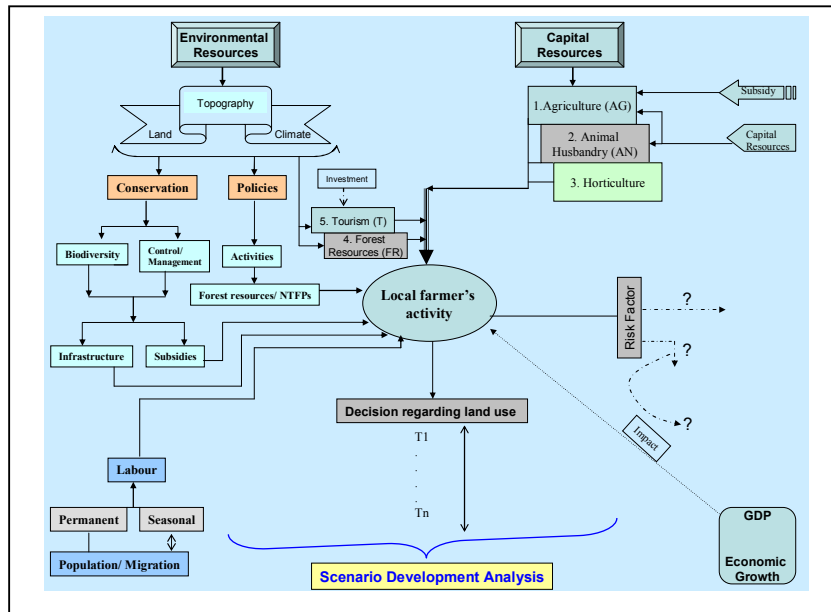 Environmental
Resources
Capital
Resources
Topography
Land
Climate
1.Agriculture (AG)
Subsidy
2. Animal
Husbandry (AN)
Capital
Resources
3. Horticulture
Conservation
Policies
Investment
5. Tourism (T)
4. Forest
Resources (FR)
Biodiversity
Control/
Management
Activities
Forest resources/ NTFPs
Local farmer's
activity
Risk Factor
?
?
?
Infrastructure
Subsidies
Decision regarding land use
T1
.
.
.
.
Tn
Impact
Labour
Permanent
Seasonal
Population/ Migration
GDP
Economic
Growth
Scenario Development Analysis